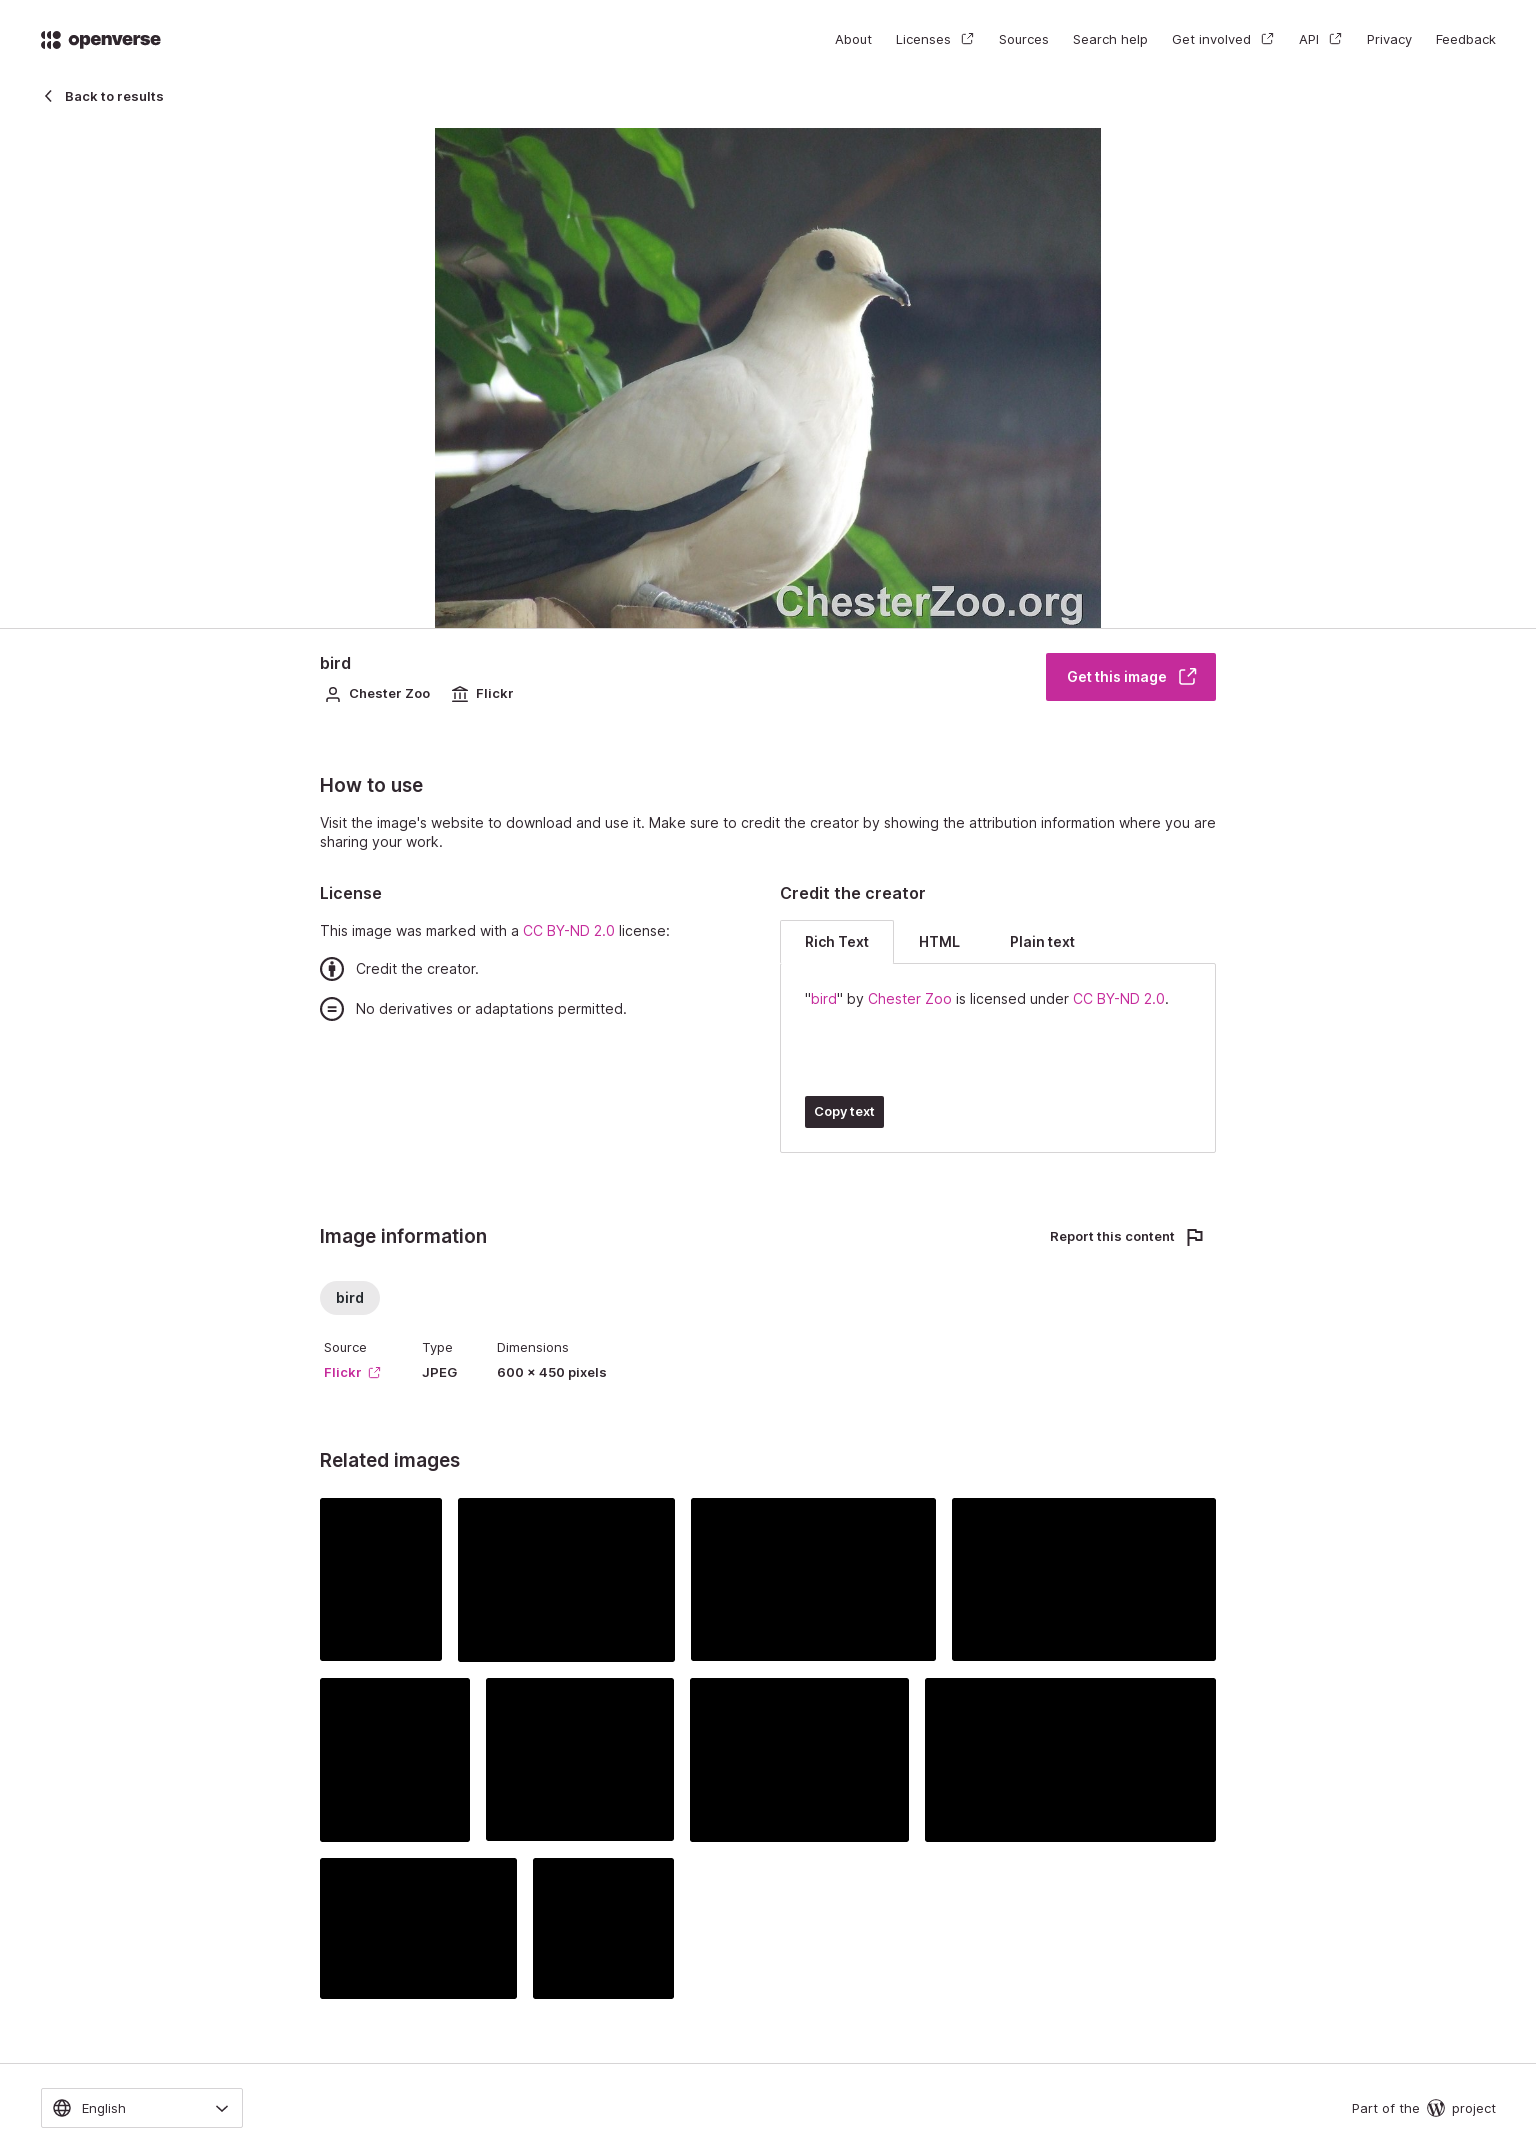 openverse
About
Licenses
Sources
Search help
Get involved
API
Privacy
Feedback
Back to results
ChesterZoo.org
bird
Chester Zoo
Flickr
Get this image
How to use
Visit the image's website to download and use it. Make sure to credit the creator by showing the attribution information where you are
sharing your work.
License
This image was marked with a CC BY-ND 2.0 license:
Credit the creator.
No derivatives or adaptations permitted.
Credit the creator
Rich Text
HTML
Plain text
"bird" by Chester Zoo is licensed under CC BY-ND 2.0.
Copy text
Image information
Report this content
bird
Source
Flickr
Type
JPEG
Dimensions
600 × 450 pixels
Related images
English
Part of the
project